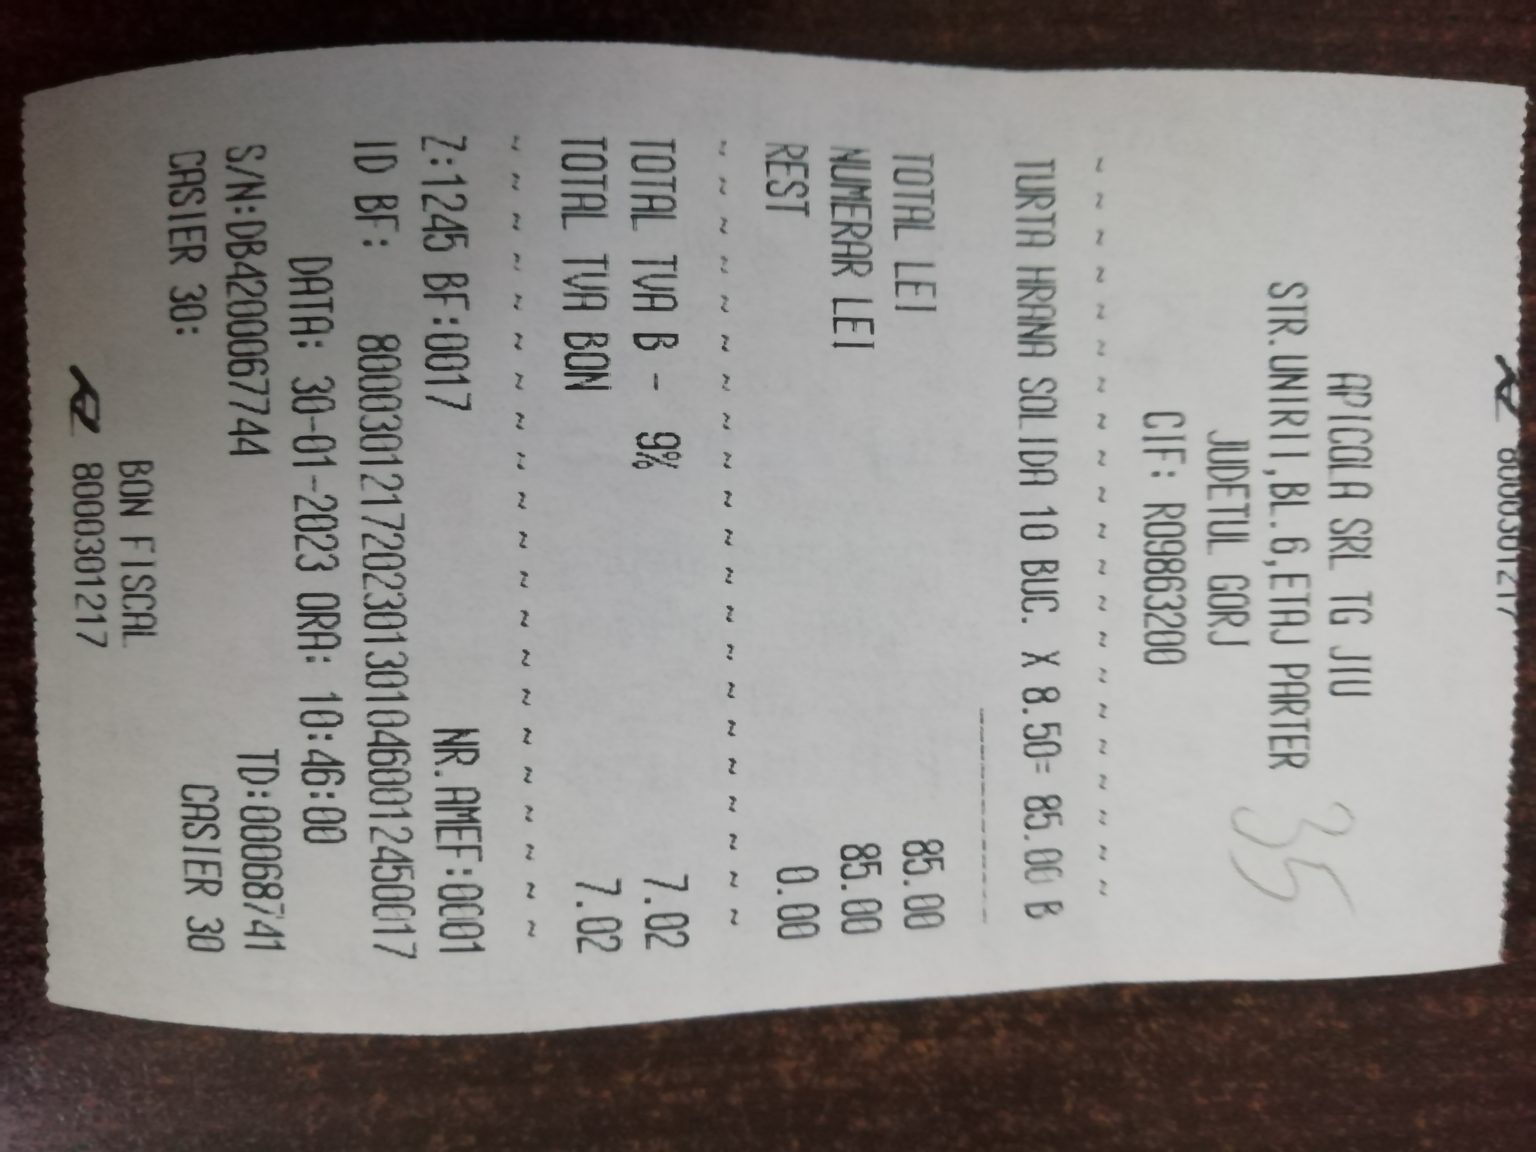 8000301217
APICOLA SRL TG JIU
STR.UNIRII,BL.6,ETAJ PARTER
JUDETUL GORJ
CIF: RO9863200
35
~ ~ ~ ~ ~ ~ ~ ~ ~ ~ ~ ~ ~ ~ ~ ~ ~ ~ ~ ~
TURTA HRANA SOLIDA 10 BUC. X 8.50= 85.00 B
----------
TOTAL LEI 85.00
NUMERAR LEI 85.00
REST 0.00
~ ~ ~ ~ ~ ~ ~ ~ ~ ~ ~ ~ ~ ~ ~ ~ ~ ~ ~ ~ ~
TOTAL TVA B - 9% 7.02
TOTAL TVA BON 7.02
~ ~ ~ ~ ~ ~ ~ ~ ~ ~ ~ ~ ~ ~ ~ ~ ~ ~ ~ ~ ~
Z:1245 BF:0017 NR.AMEF:0001
ID BF: 80003012172023013010460012450017
DATA: 30-01-2023 ORA: 10:46:00
S/N:DB4200067744 TD:00068741
CASIER 30: CASIER 30
BON FISCAL
8000301217